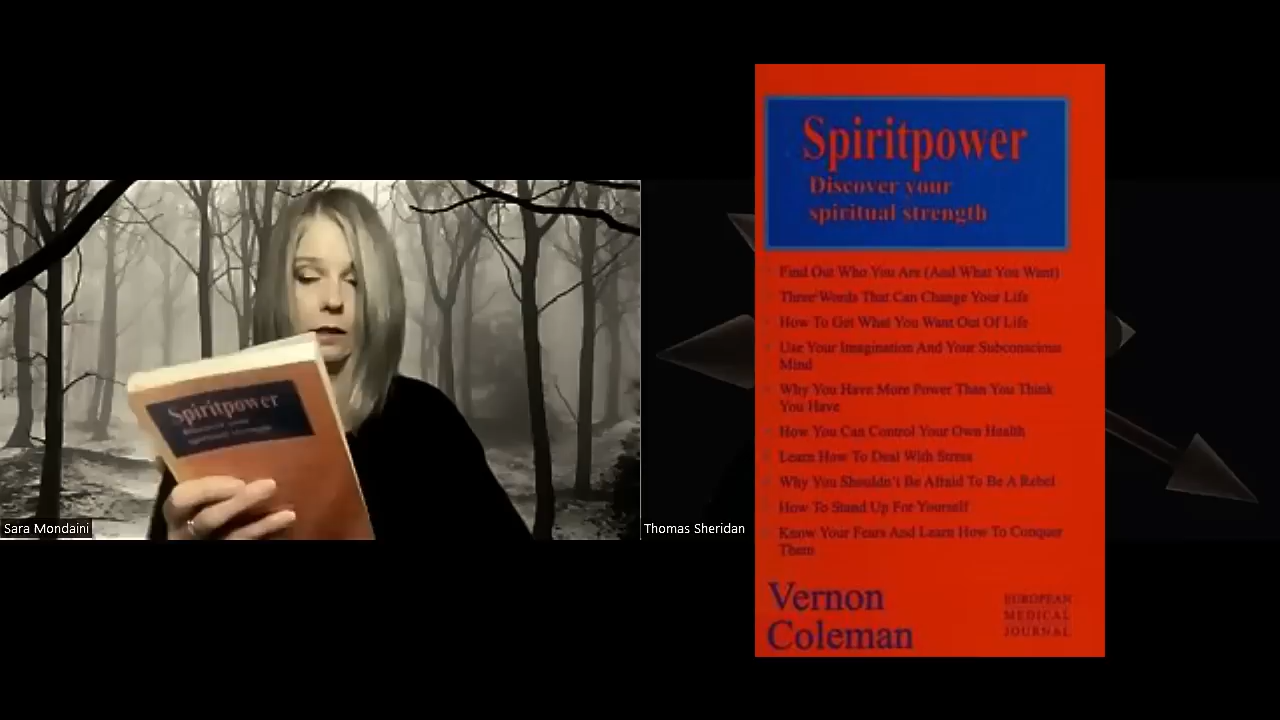 Spiritpower
Discover your
spiritual strength
Sara Mondaini
Thomas Sheridan
Spiritpower
Discover your
spiritual strength
Find Out Who You Are (And What You Want)
Three Words That Can Change Your Life
How To Get What You Want Out Of Life
Use Your Imagination And Your Subconscious
Mind
Why You Have More Power Than You Think
You Have
How You Can Control Your Own Health
Learn How To Deal With Stress
Why You Shouldn't Be Afraid To Be A Rebel
How To Stand Up For Yourself
Know Your Fears And Learn How To Conquer
Them
Vernon
Coleman
EUROPEAN
MEDICAL
JOURNAL